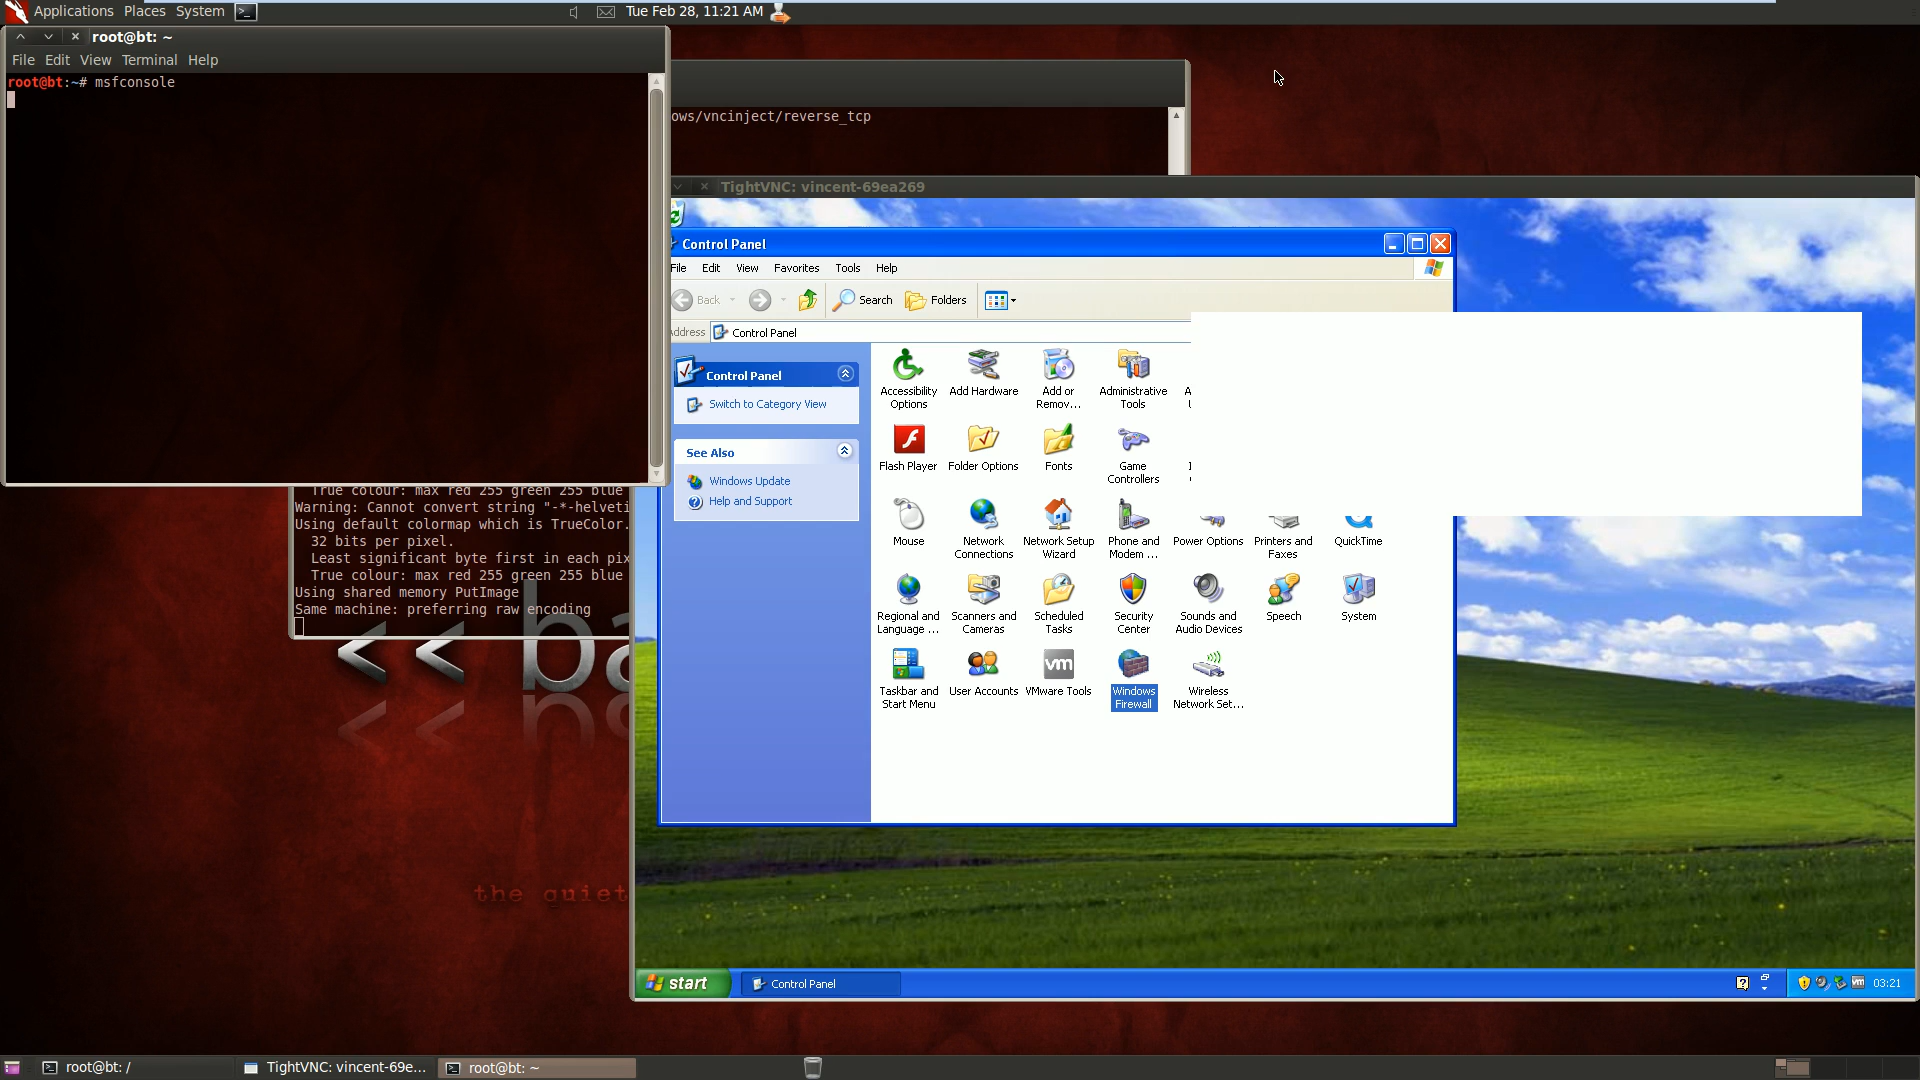 Applications Places System
Tue Feb 28, 11:21 AM
root@bt: ~
File Edit View Terminal Help
root@bt:~# msfconsole
ows/vncinject/reverse_tcp
TightVNC: vincent-69ea269
Control Panel
File Edit View Favorites Tools Help
Back Search Folders
ddress Control Panel
Control Panel
Switch to Category View
See Also
Windows Update
Help and Support
Accessibility Options
Add Hardware
Add or Remov...
Administrative Tools
Flash Player
Folder Options
Fonts
Game Controllers
Mouse
Network Connections
Network Setup Wizard
Phone and Modem ...
Power Options
Printers and Faxes
QuickTime
Regional and Language ...
Scanners and Cameras
Scheduled Tasks
Security Center
Sounds and Audio Devices
Speech
System
Taskbar and Start Menu
User Accounts
VMware Tools
Windows Firewall
Wireless Network Set...
True colour: max red 255 green 255 blue
Warning: Cannot convert string "-*-helveti
Using default colormap which is TrueColor.
32 bits per pixel.
Least significant byte first in each pix
True colour: max red 255 green 255 blue
Using shared memory PutImage
Same machine: preferring raw encoding
<< ba
the quiet
start
Control Panel
03:21
root@bt: /
TightVNC: vincent-69e...
root@bt: ~